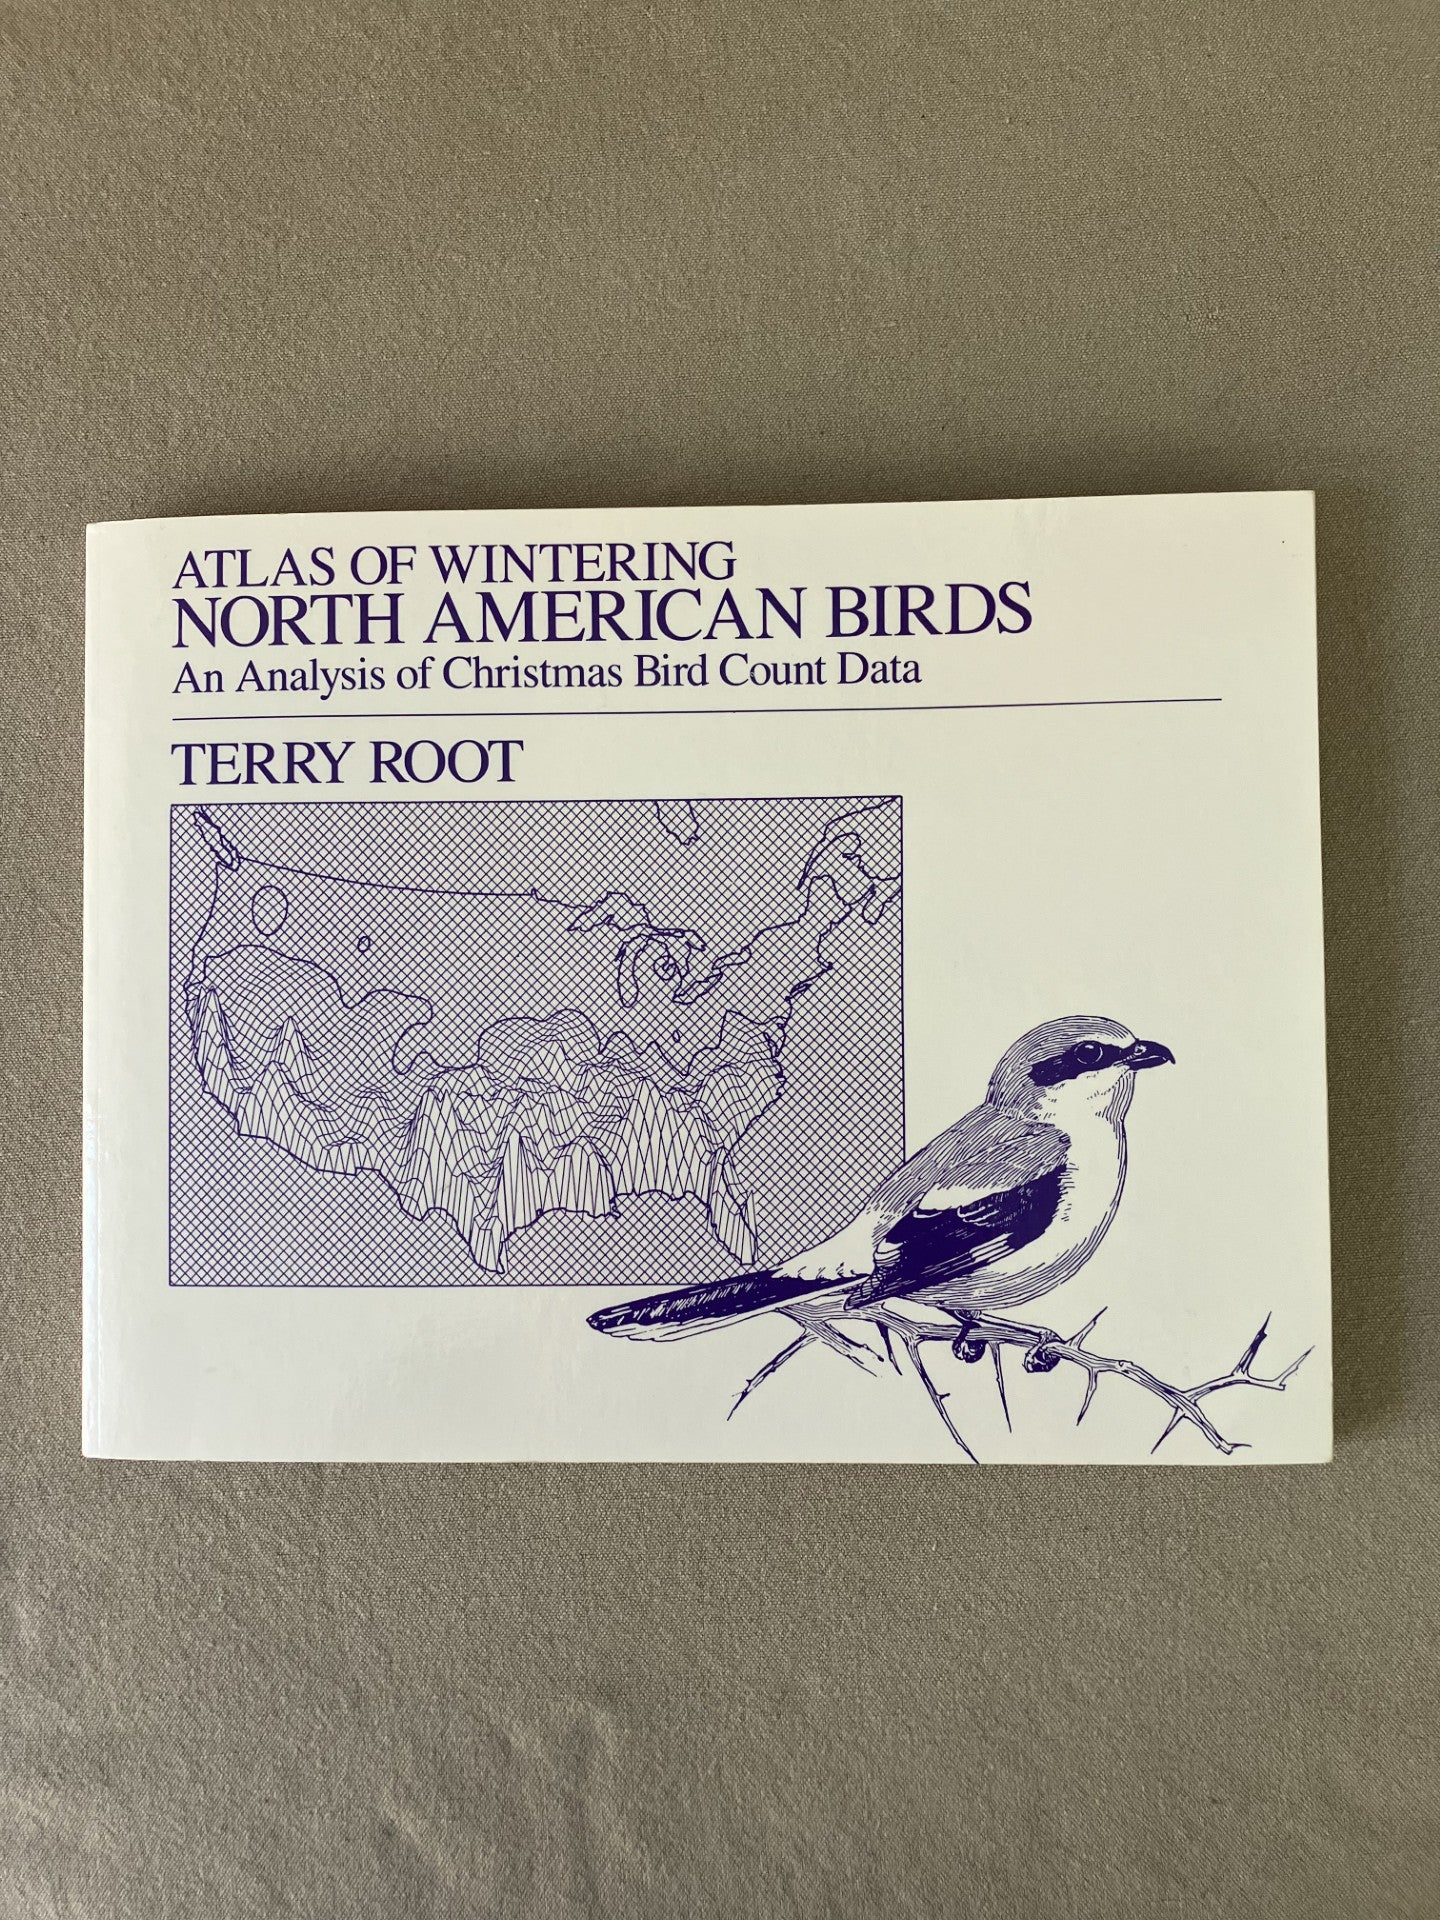 ATLAS OF WINTERING
NORTH AMERICAN BIRDS
An Analysis of Christmas Bird Count Data
TERRY ROOT